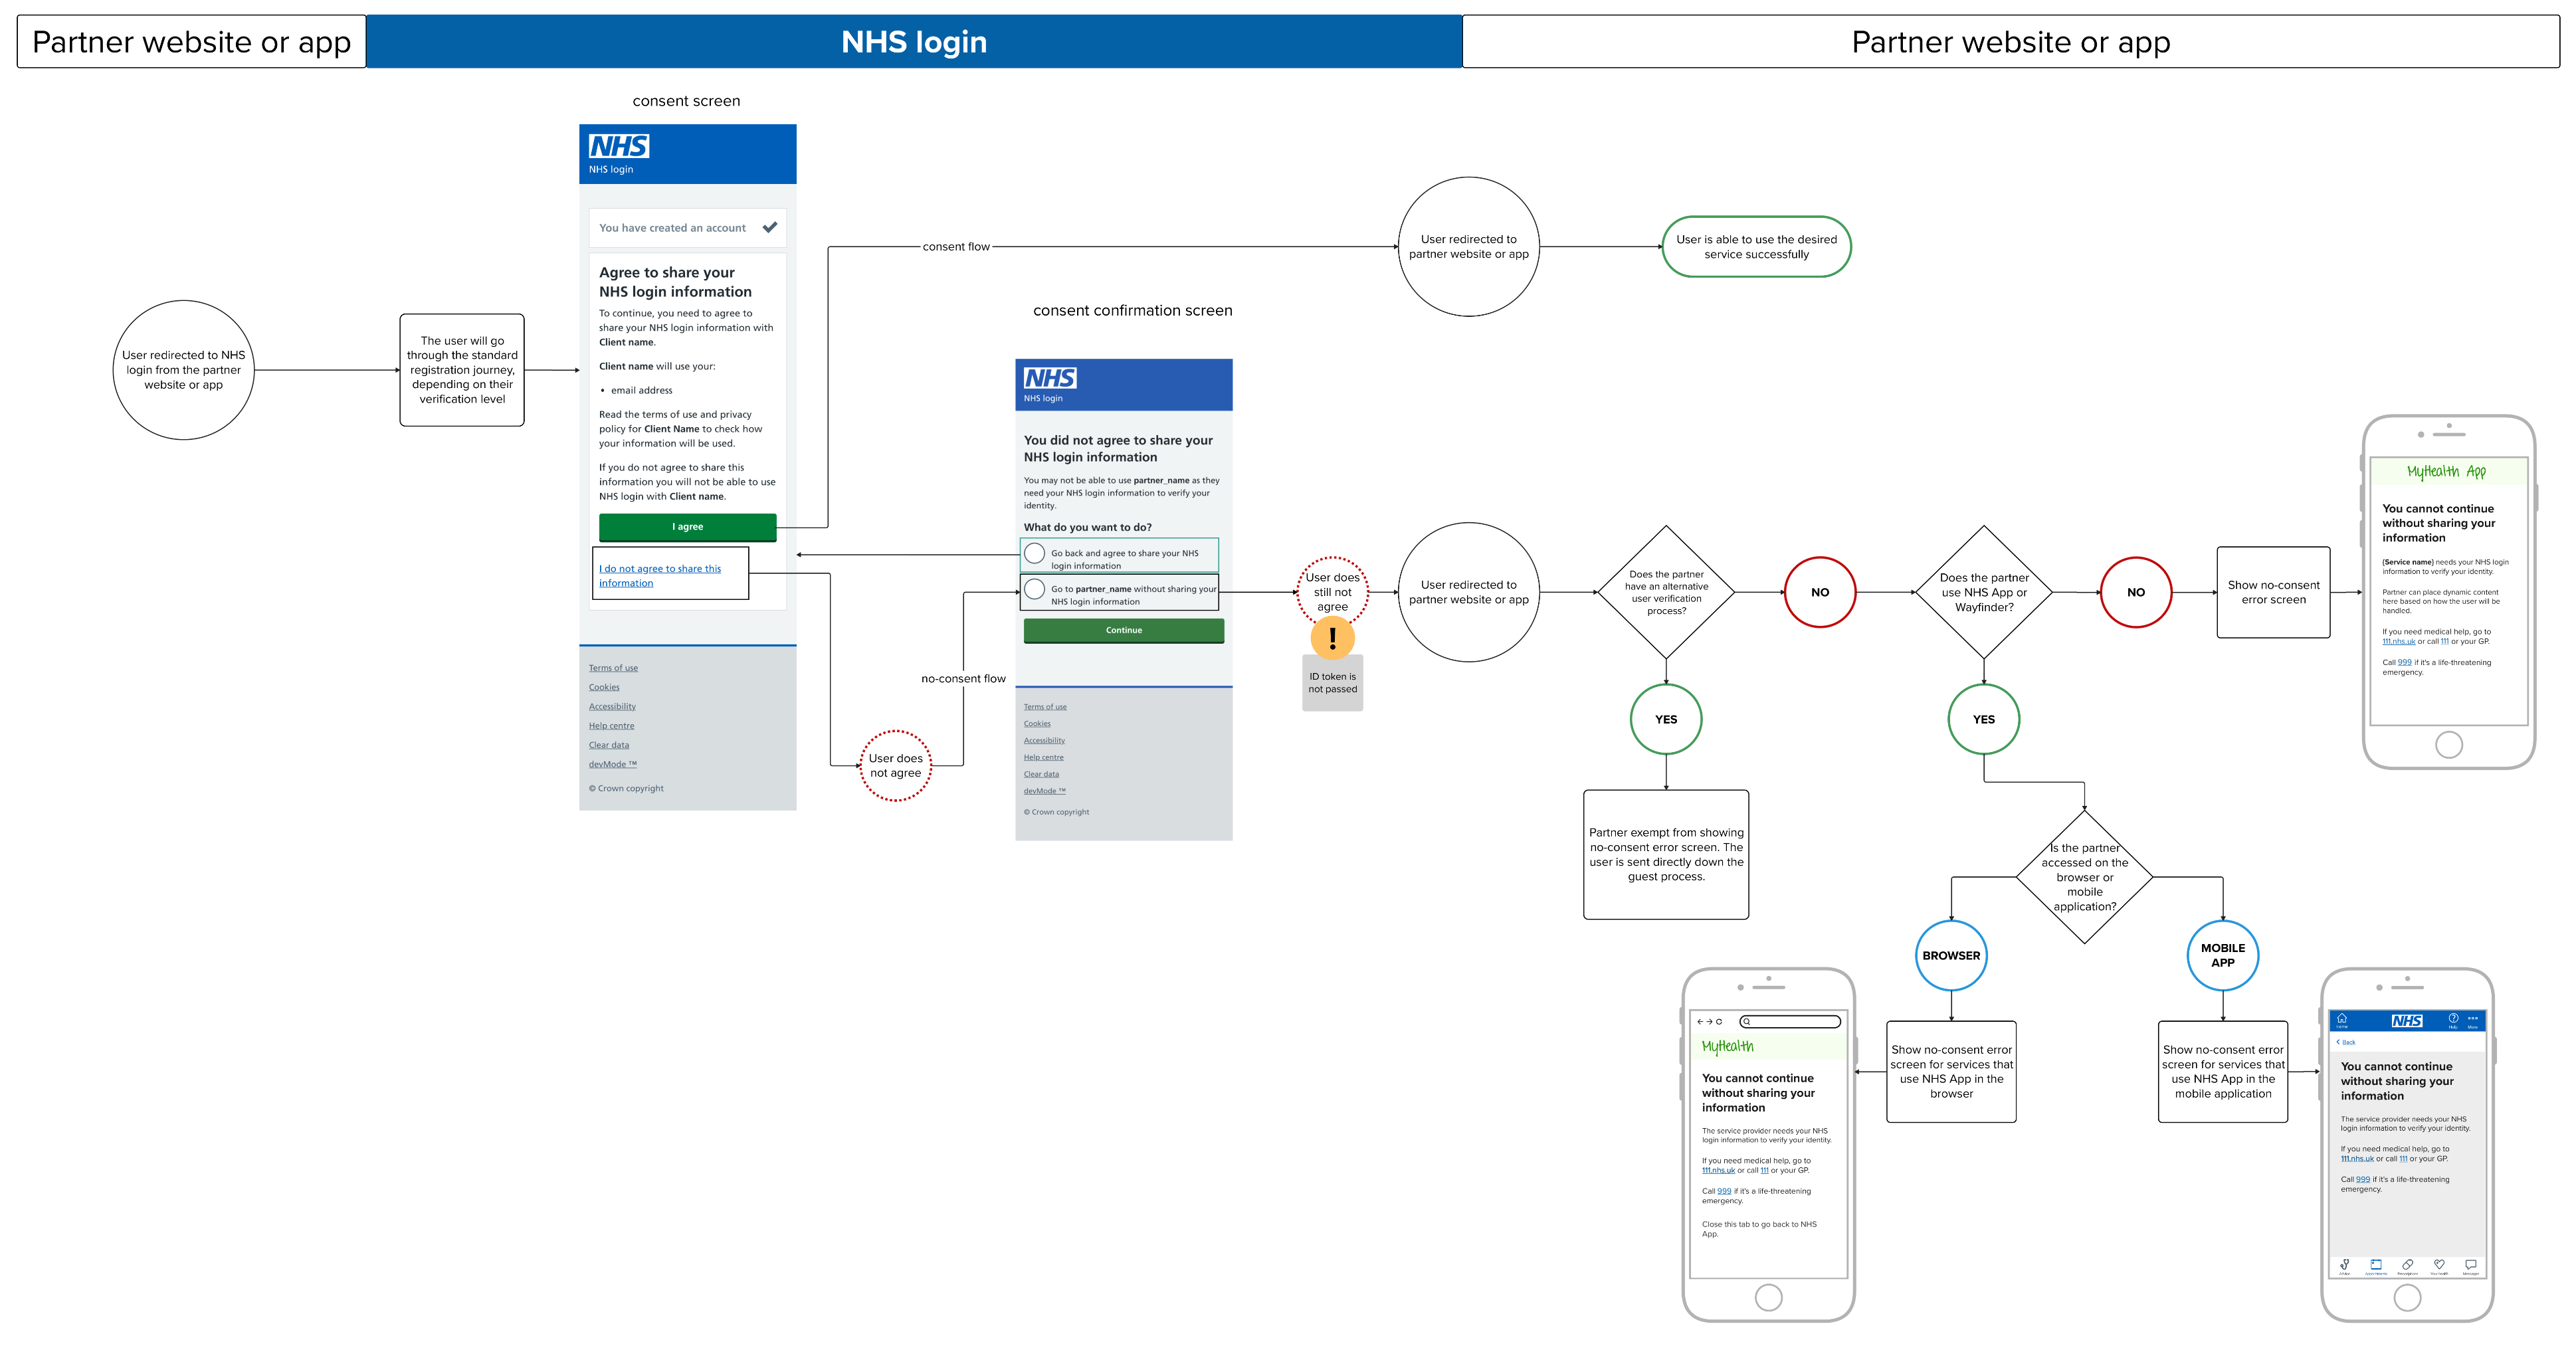 Partner website or app
NHS login
Partner website or app
consent screen
NHS
NHS login
You have created an account
Agree to share your
NHS login information
To continue, you need to agree to
share your NHS login information with
Client name.
Client name will use your:
• email address
Read the terms of use and privacy
policy for Client Name to check how
your information will be used.
If you do not agree to share this
information you will not be able to use
NHS login with Client name.
I agree
I do not agree to share this
information
Terms of use
Cookies
Accessibility
Help centre
Clear data
devMode ™
© Crown copyright
User redirected to NHS
login from the partner
website or app
The user will go
through the standard
registration journey,
depending on their
verification level
consent flow
User redirected to
partner website or app
User is able to use the desired
service successfully
consent confirmation screen
NHS
NHS login
You did not agree to share your
NHS login information
You may not be able to use partner_name as they
need your NHS login information to verify your
identity.
What do you want to do?
Go back and agree to share your NHS
login information
Go to partner_name without sharing your
NHS login information
Continue
Terms of use
Cookies
Accessibility
Help centre
Clear data
devMode ™
© Crown copyright
no-consent flow
User does
not agree
User does
still not
agree
!
ID token is
not passed
User redirected to
partner website or app
Does the partner
have an alternative
user verification
process?
NO
YES
Partner exempt from showing
no-consent error screen. The
user is sent directly down the
guest process.
Does the partner
use NHS App or
Wayfinder?
NO
YES
Show no-consent
error screen
MyHealth App
You cannot continue
without sharing your
information
{Service name} needs your NHS login
information to verify your identity.
Partner can place dynamic content
here based on how the user will be
handled.
If you need medical help, go to
111.nhs.uk or call 111 or your GP.
Call 999 if it's a life-threatening
emergency.
Is the partner
accessed on the
browser or
mobile
application?
BROWSER
MOBILE
APP
Show no-consent error
screen for services that
use NHS App in the
browser
Show no-consent error
screen for services that
use NHS App in the
mobile application
MyHealth
You cannot continue
without sharing your
information
The service provider needs your NHS
login information to verify your identity.
If you need medical help, go to
111.nhs.uk or call 111 or your GP.
Call 999 if it's a life-threatening
emergency.
Close this tab to go back to NHS
App.
Home
NHS
Help
More
Back
You cannot continue
without sharing your
information
The service provider needs your NHS
login information to verify your identity.
If you need medical help, go to
111.nhs.uk or call 111 or your GP.
Call 999 if it's a life-threatening
emergency.
Advice
Appointments
Prescriptions
Your health
Messages